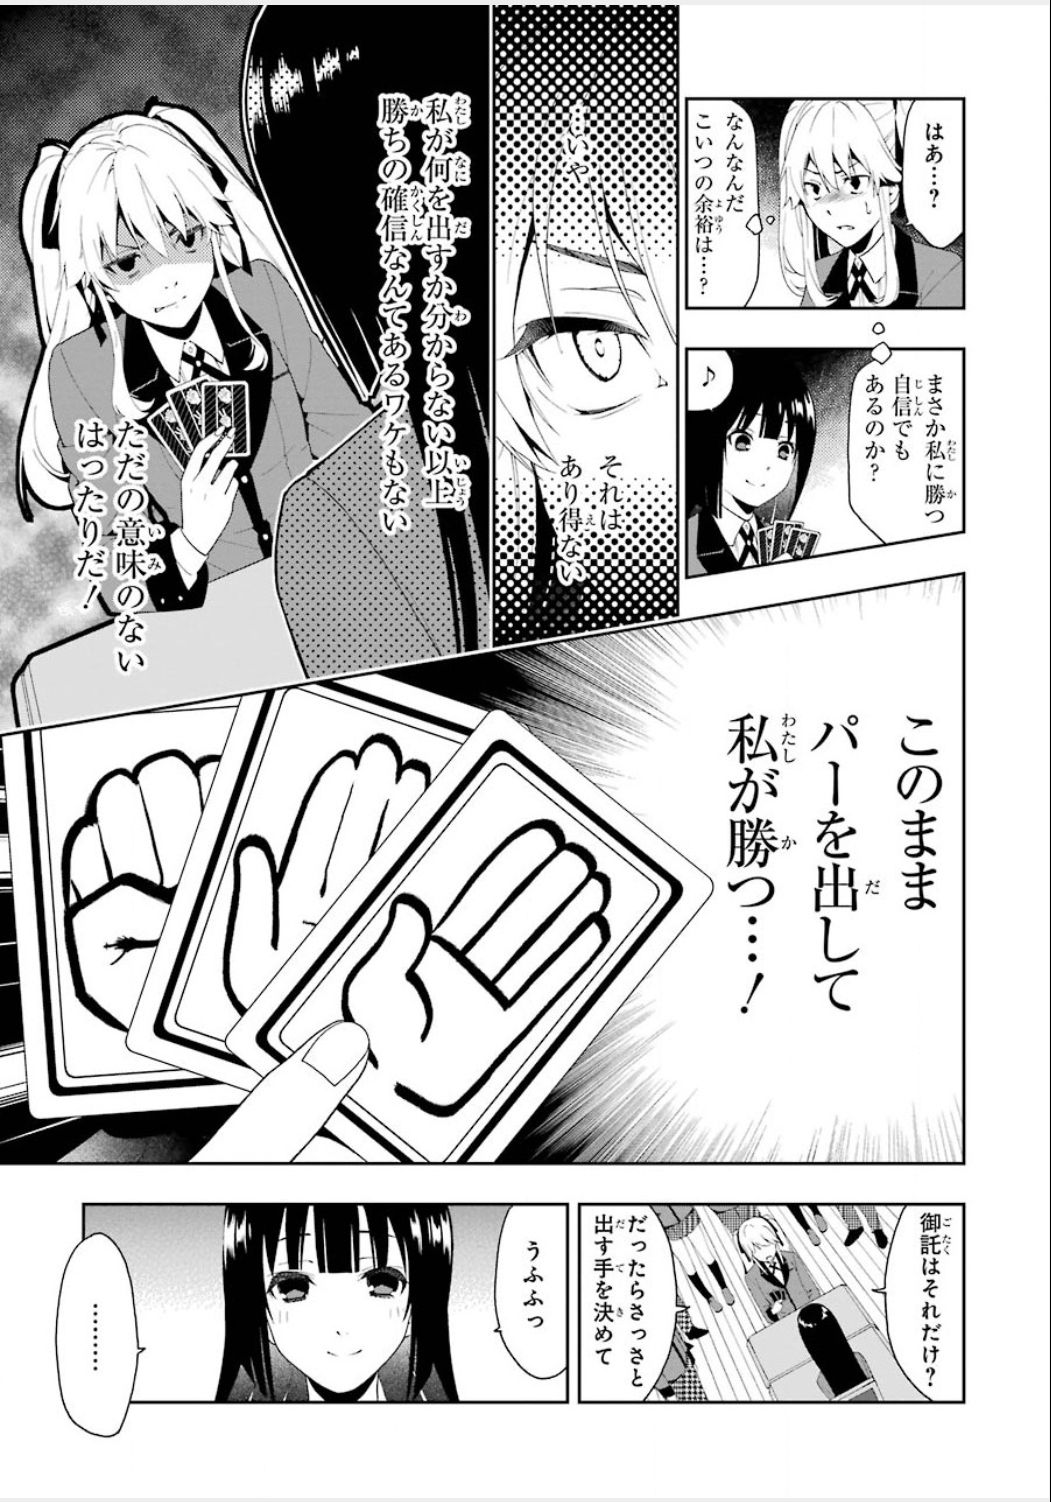 はあ…?
なんなんだ
こいつの余裕は…?
♪
まさか私に勝つ
自信でも
あるのか?
…いや
それは
あり得ない
私が何を出すか分からない以上
勝ちの確信なんてあるワケもない
ただの意味のない
はったりだ!
このまま
パーを出して
私が勝つ…!
御託はそれだけ?
だったらさっさと
出す手を決めて
うふふっ
………